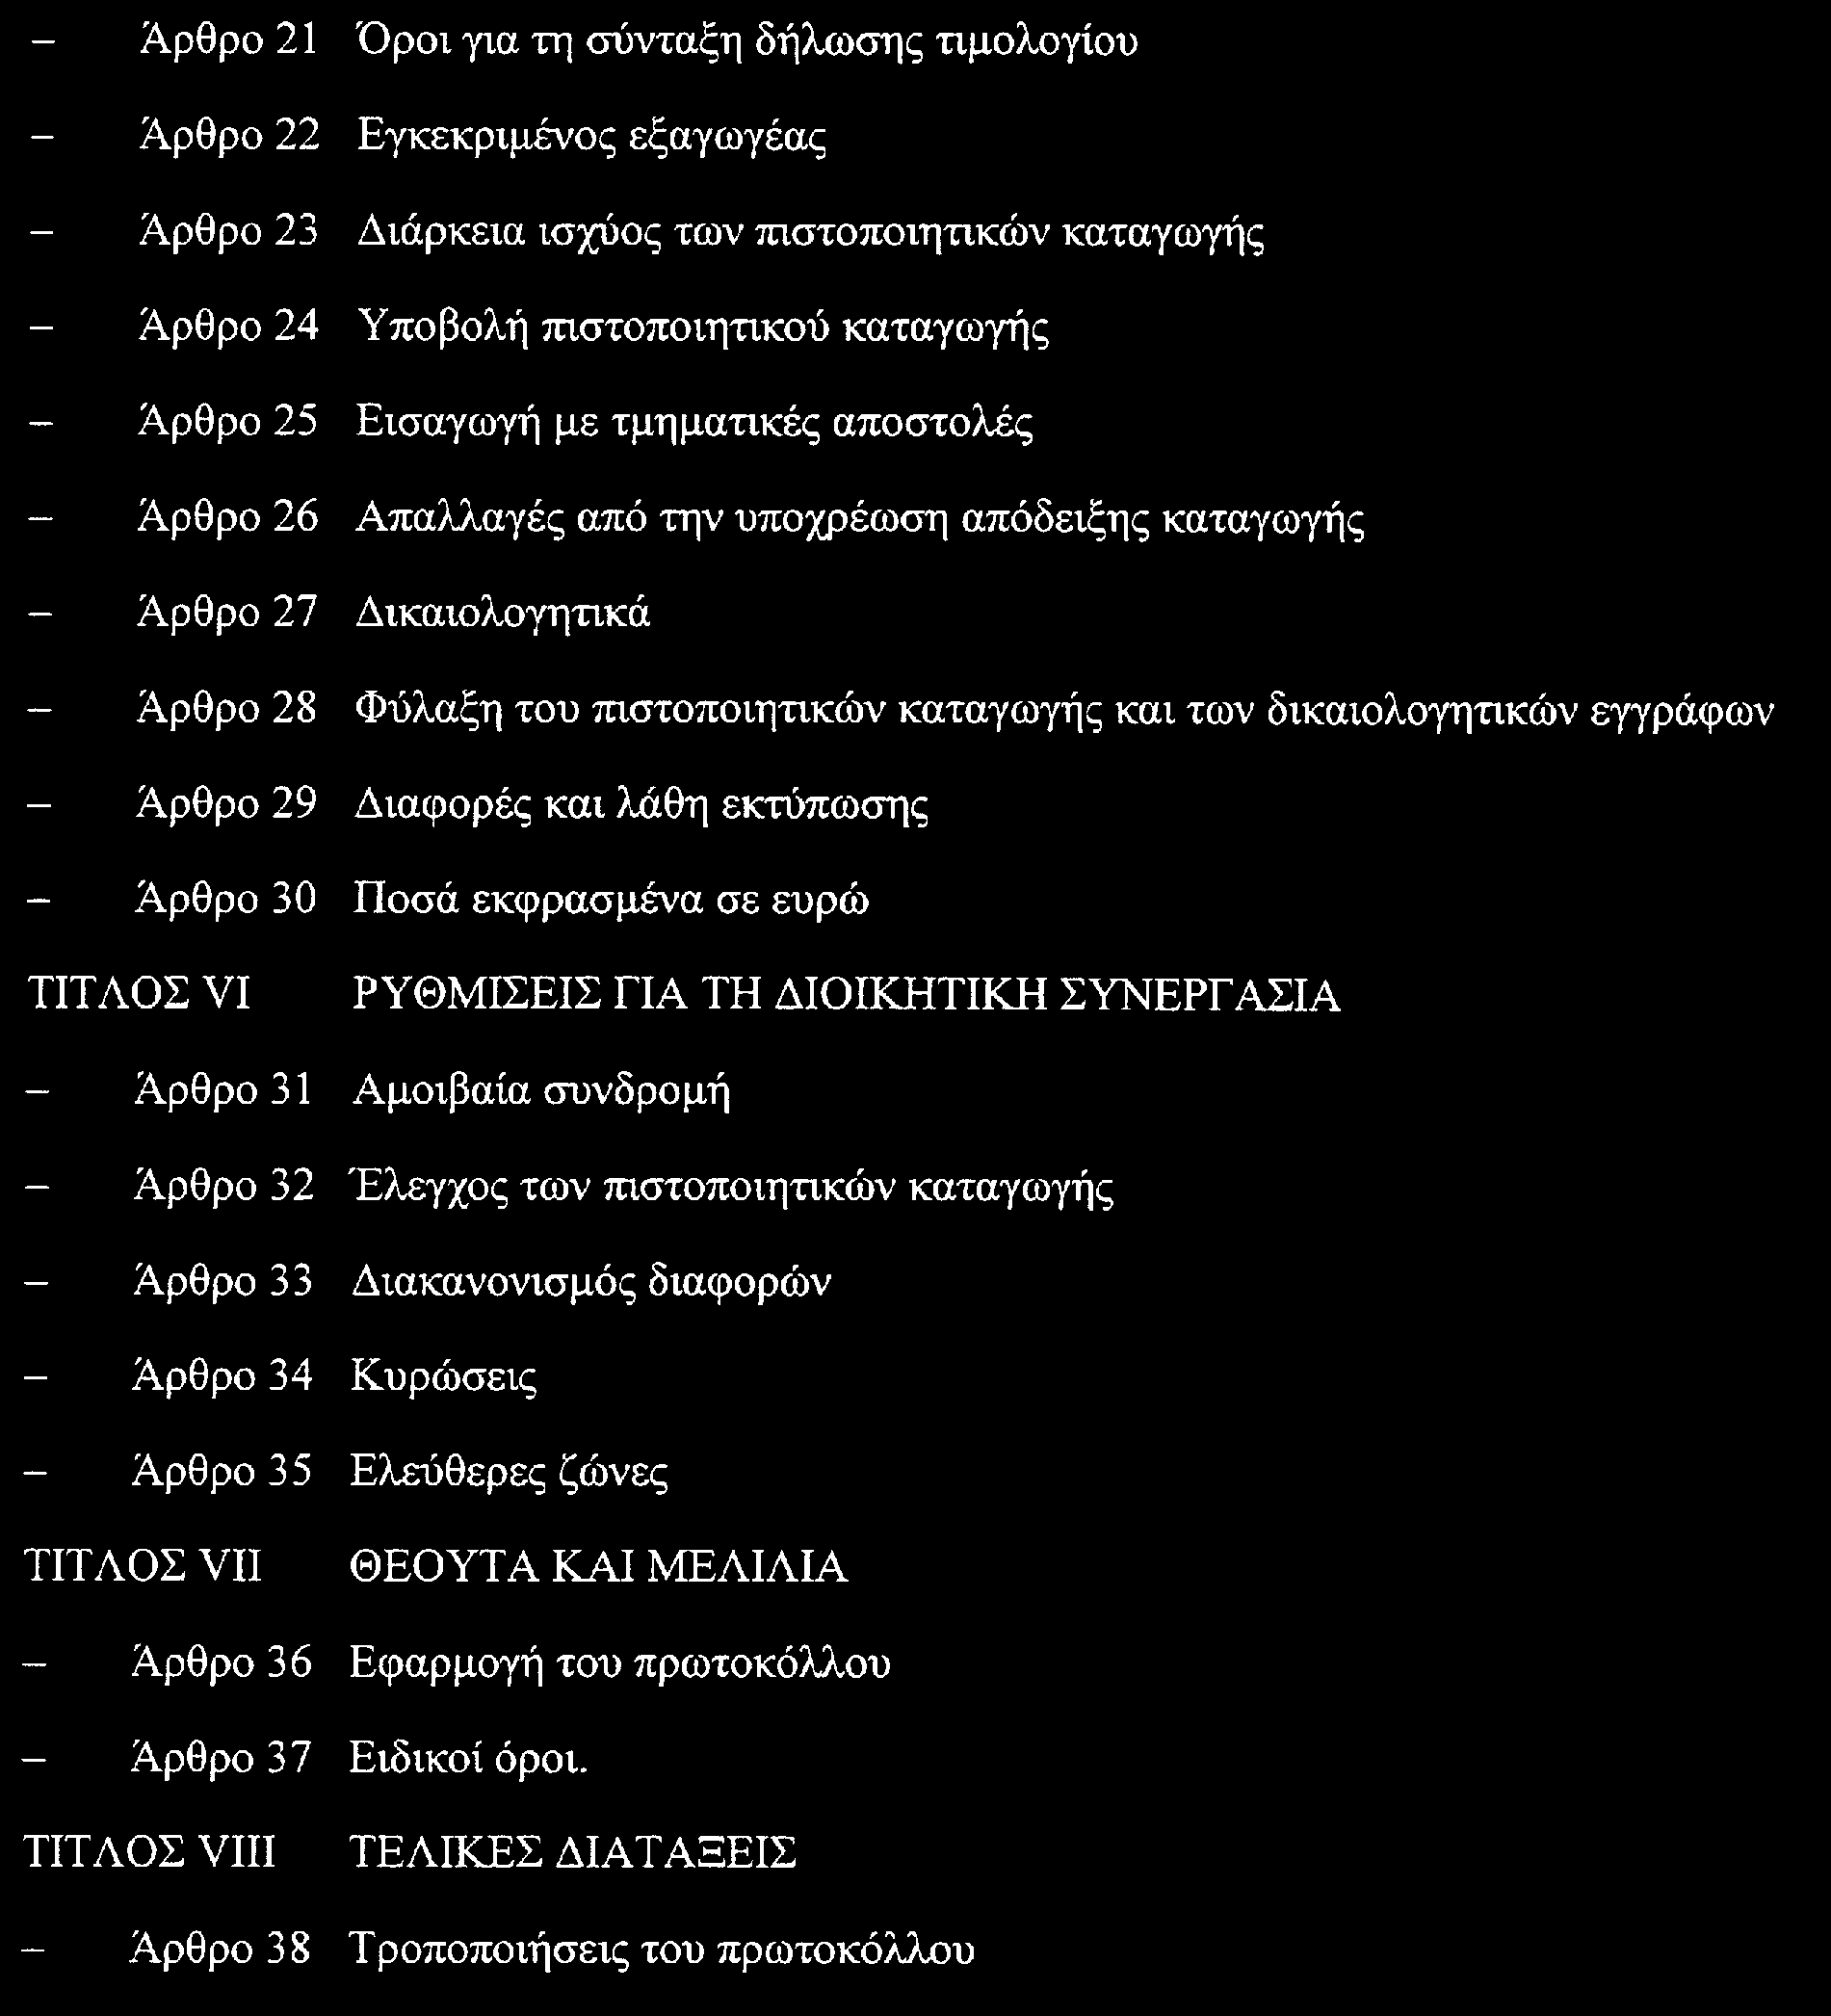 – Άρθρο 21 Όροι για τη σύνταξη δήλωσης τιμολογίου
– Άρθρο 22 Εγκεκριμένος εξαγωγέας
– Άρθρο 23 Διάρκεια ισχύος των πιστοποιητικών καταγωγής
– Άρθρο 24 Υποβολή πιστοποιητικού καταγωγής
– Άρθρο 25 Εισαγωγή με τμηματικές αποστολές
– Άρθρο 26 Απαλλαγές από την υποχρέωση απόδειξης καταγωγής
– Άρθρο 27 Δικαιολογητικά
– Άρθρο 28 Φύλαξη του πιστοποιητικών καταγωγής και των δικαιολογητικών εγγράφων
– Άρθρο 29 Διαφορές και λάθη εκτύπωσης
– Άρθρο 30 Ποσά εκφρασμένα σε ευρώ
ΤΙΤΛΟΣ VI ΡΥΘΜΙΣΕΙΣ ΓΙΑ ΤΗ ΔΙΟΙΚΗΤΙΚΗ ΣΥΝΕΡΓΑΣΙΑ
– Άρθρο 31 Αμοιβαία συνδρομή
– Άρθρο 32 Έλεγχος των πιστοποιητικών καταγωγής
– Άρθρο 33 Διακανονισμός διαφορών
– Άρθρο 34 Κυρώσεις
– Άρθρο 35 Ελεύθερες ζώνες
ΤΙΤΛΟΣ VII ΘΕΟΥΤΑ ΚΑΙ ΜΕΛΙΛΙΑ
– Άρθρο 36 Εφαρμογή του πρωτοκόλλου
– Άρθρο 37 Ειδικοί όροι.
ΤΙΤΛΟΣ VIII ΤΕΛΙΚΕΣ ΔΙΑΤΑΞΕΙΣ
– Άρθρο 38 Τροποποιήσεις του πρωτοκόλλου